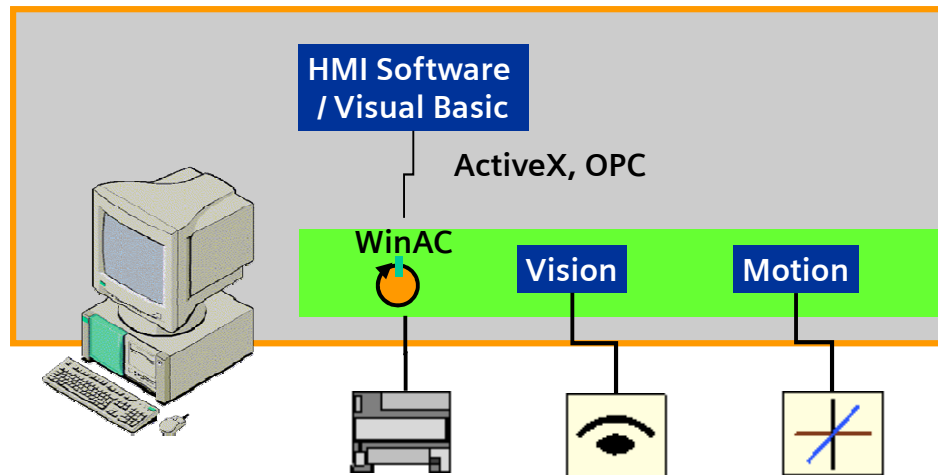 HMI Software
/ Visual Basic
ActiveX, OPC
WinAC
Vision
Motion